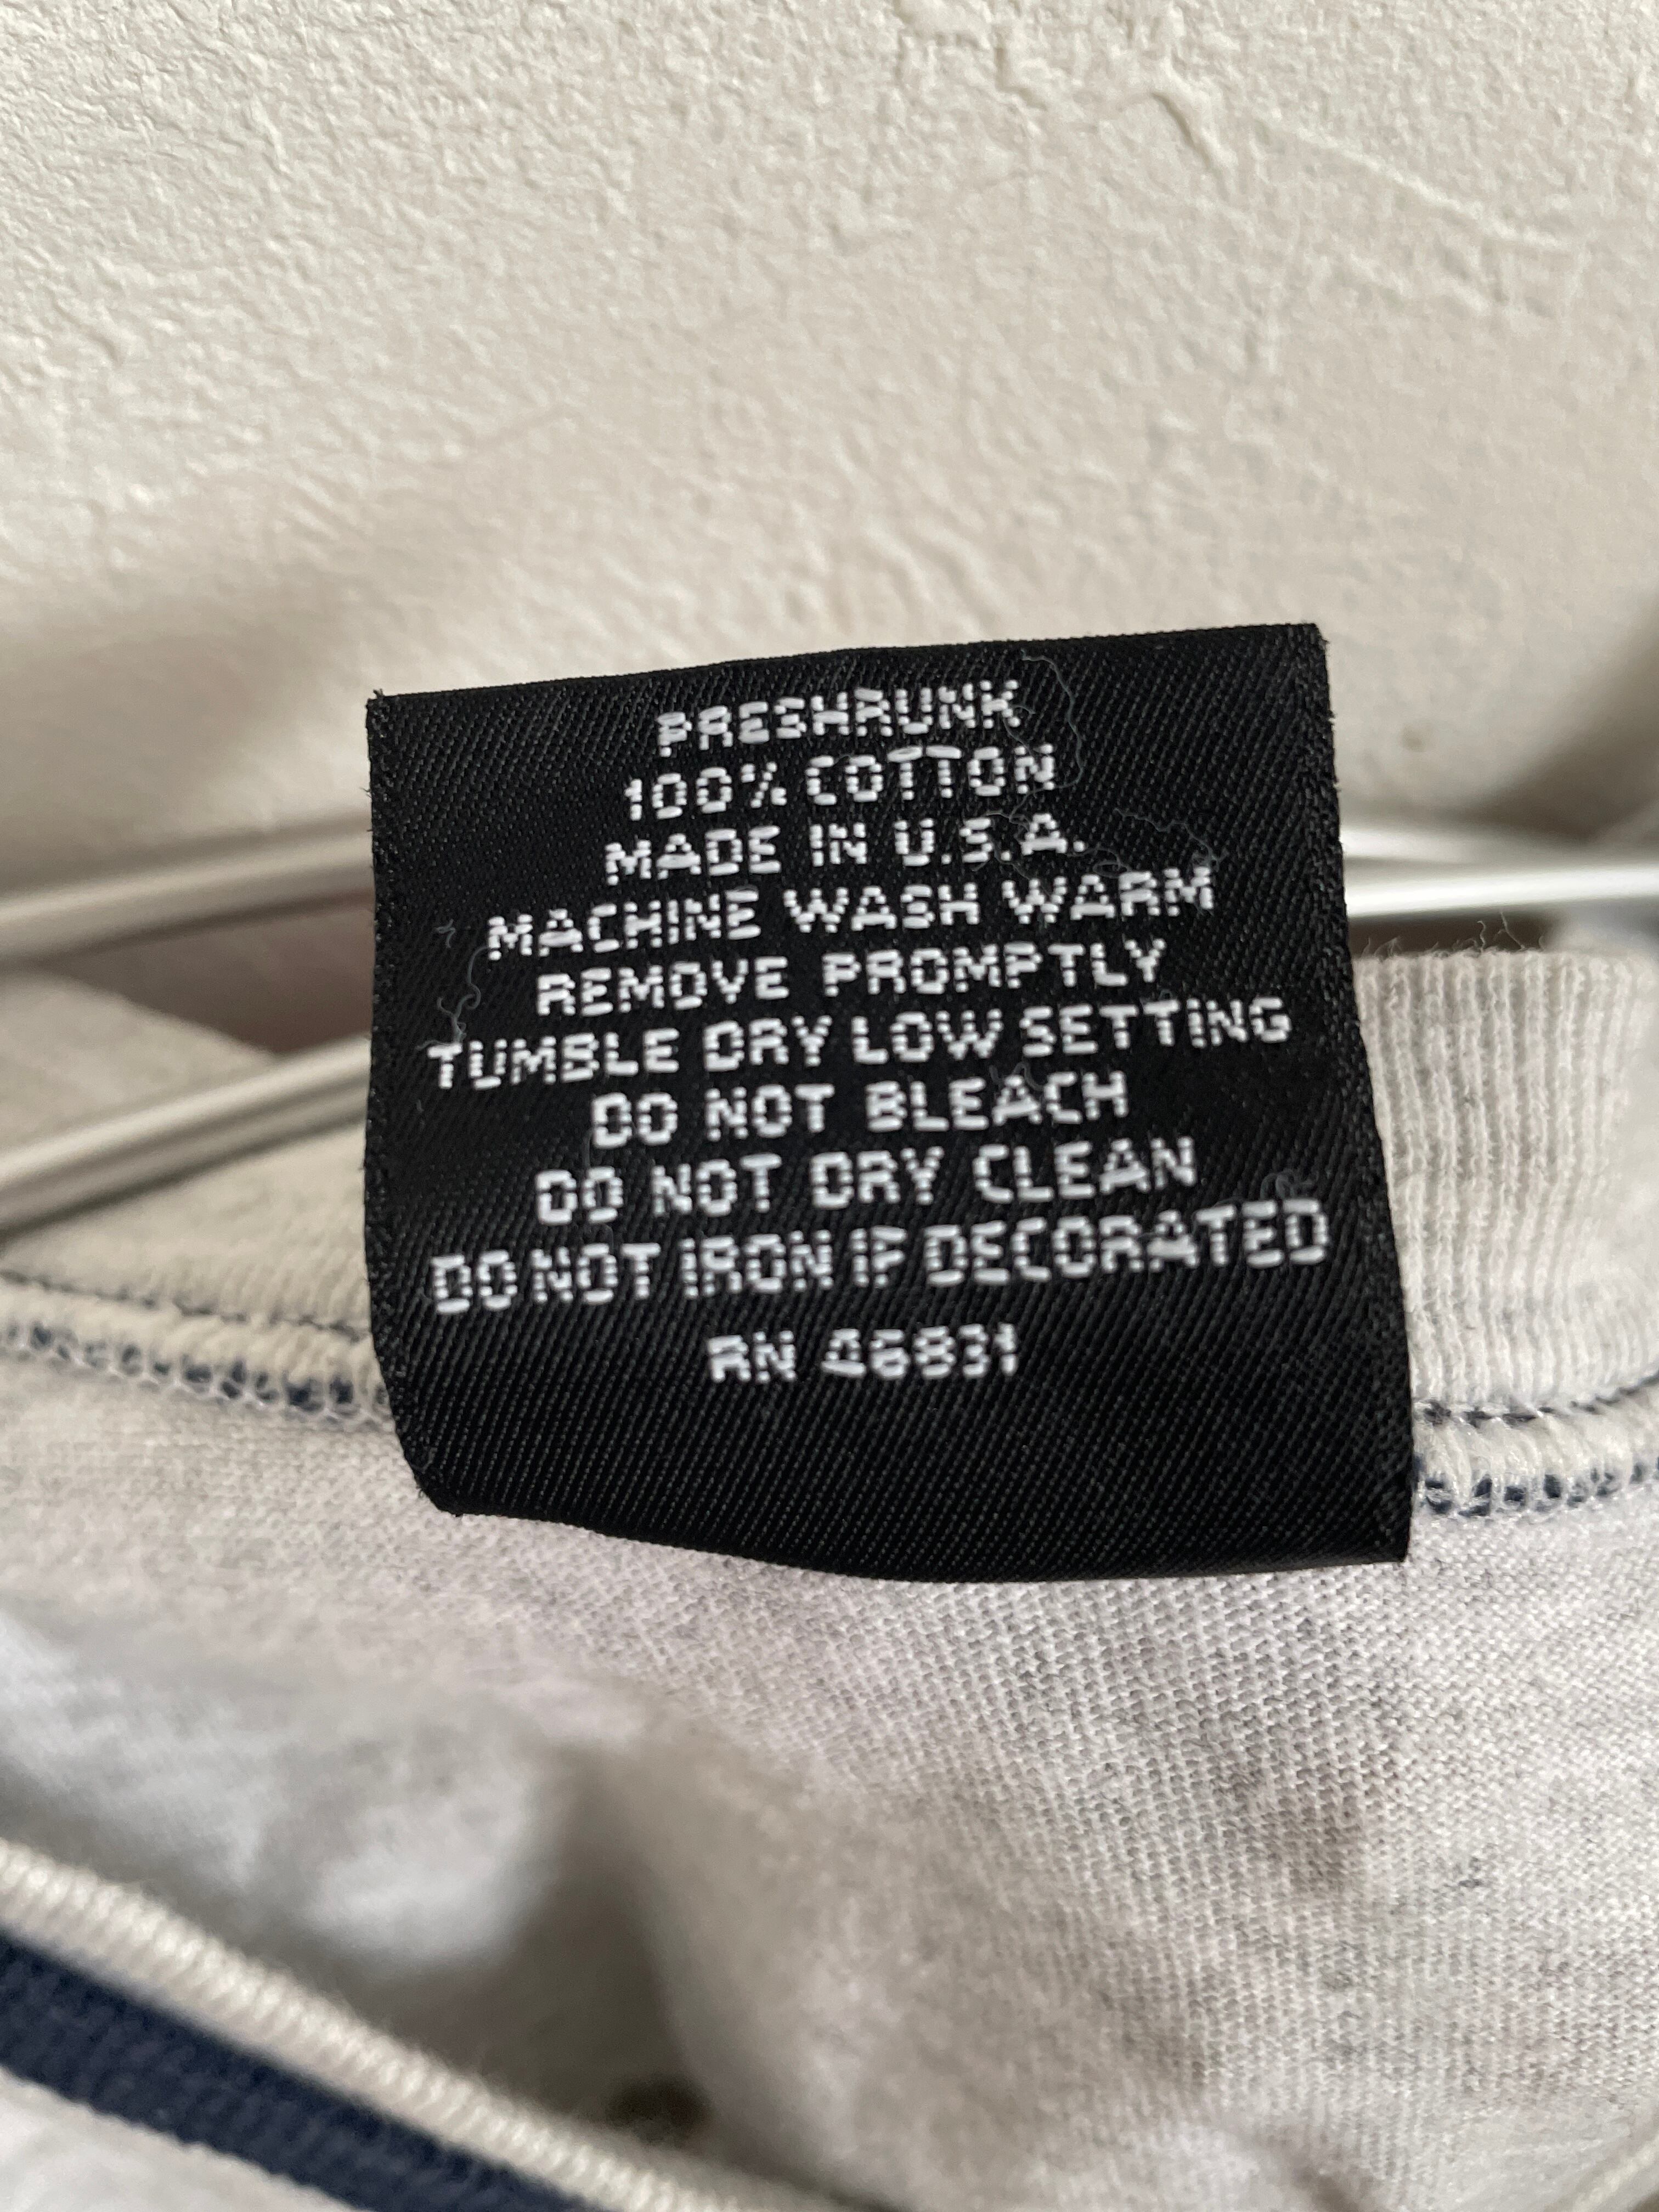 PRESHRUNK
100% COTTON
MADE IN U.S.A.
MACHINE WASH WARM
REMOVE PROMPTLY
TUMBLE DRY LOW SETTING
DO NOT BLEACH
DO NOT DRY CLEAN
DO NOT IRON IF DECORATED
RN 46831